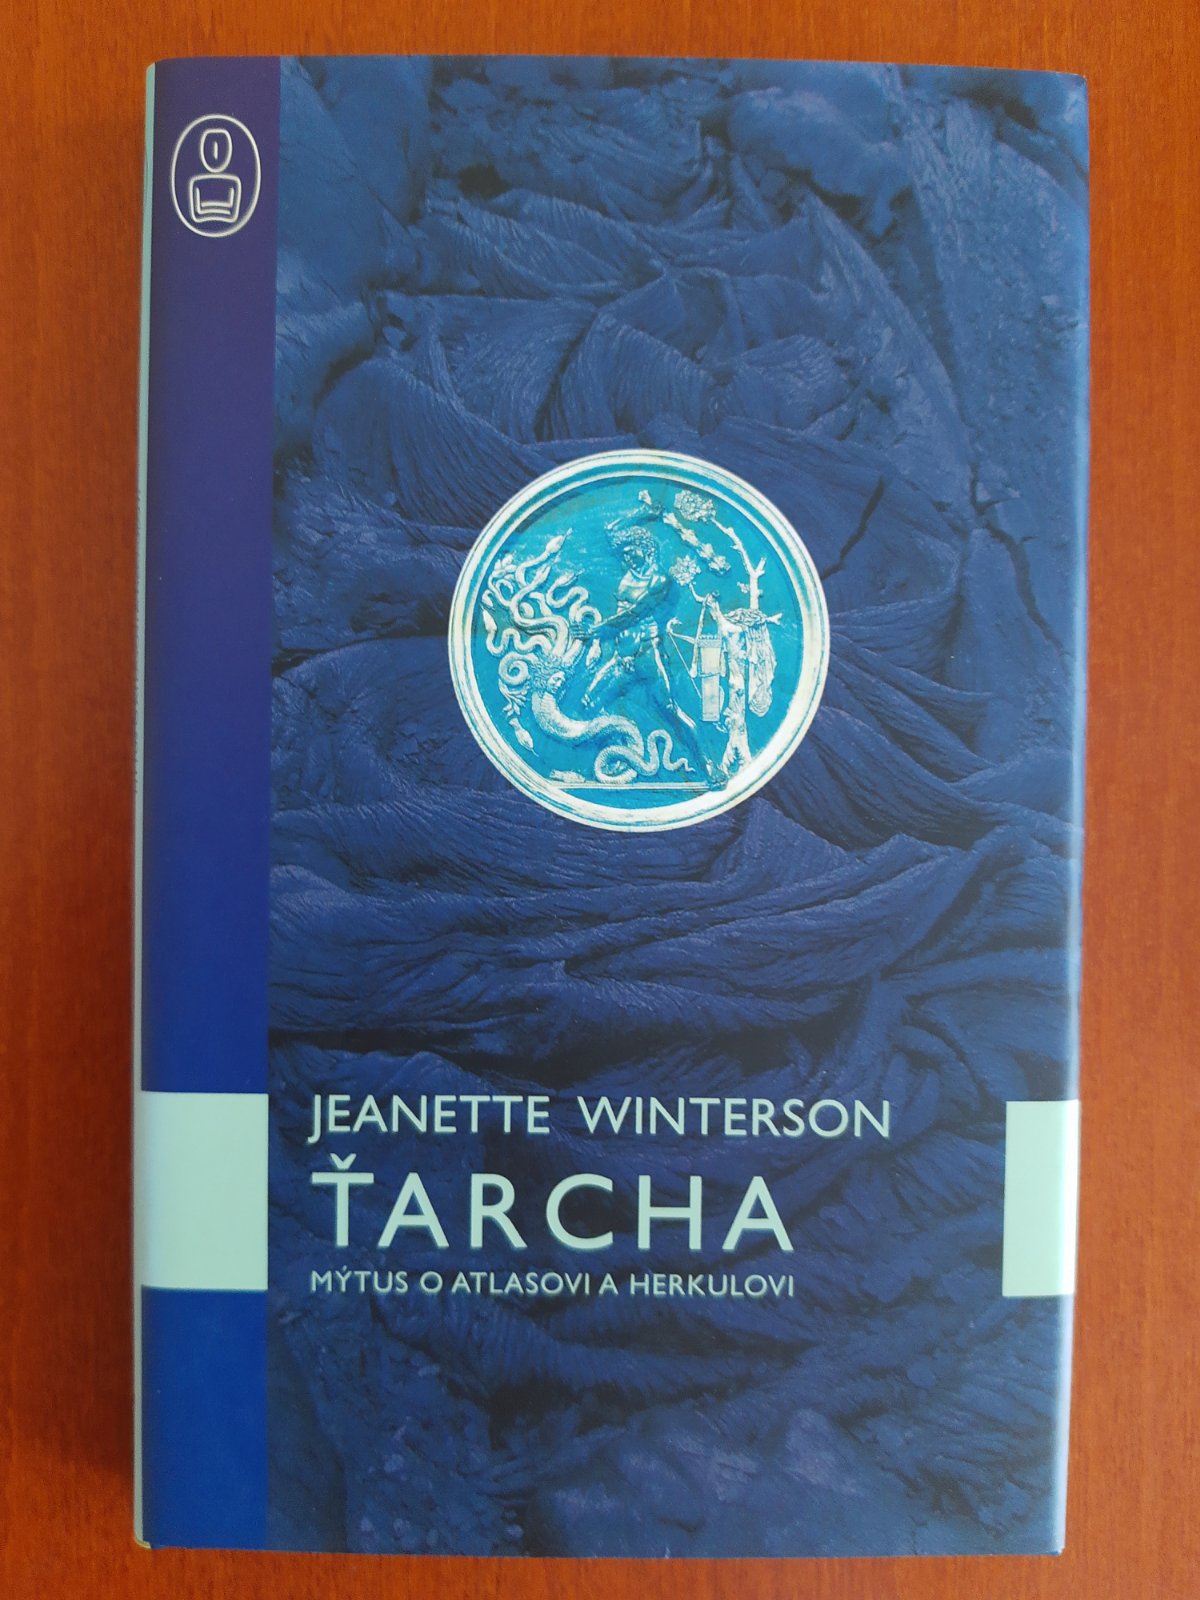 JEANETTE WINTERSON
ŤARCHA
MÝTUS O ATLASOVI A HERKULOVI